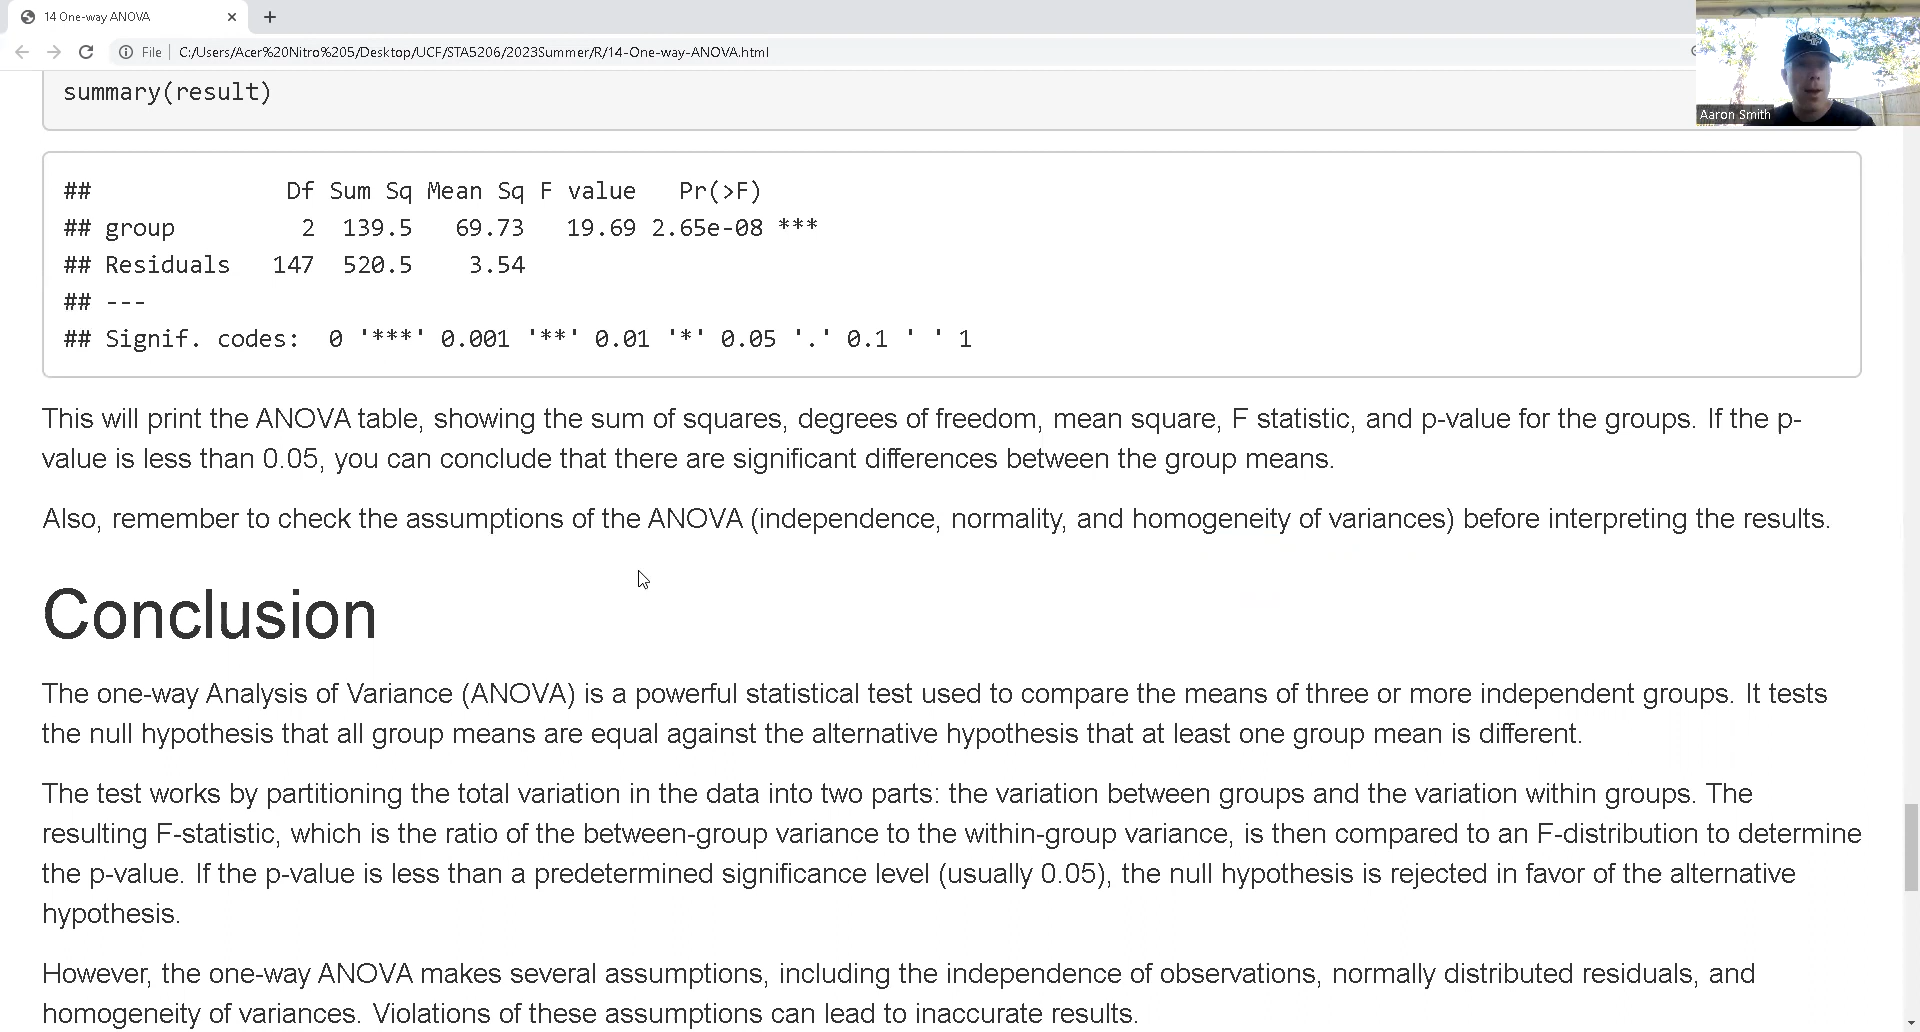 14 One-way ANOVA
File | C:/Users/Acer%20Nitro%205/Desktop/UCF/STA5206/2023Summer/R/14-One-way-ANOVA.html
Aaron Smith
summary(result)
##              Df Sum Sq Mean Sq F value   Pr(>F)
## group         2  139.5   69.73   19.69 2.65e-08 ***
## Residuals   147  520.5    3.54
## ---
## Signif. codes:  0 '***' 0.001 '**' 0.01 '*' 0.05 '.' 0.1 ' ' 1
This will print the ANOVA table, showing the sum of squares, degrees of freedom, mean square, F statistic, and p-value for the groups. If the p-
value is less than 0.05, you can conclude that there are significant differences between the group means.
Also, remember to check the assumptions of the ANOVA (independence, normality, and homogeneity of variances) before interpreting the results.
Conclusion
The one-way Analysis of Variance (ANOVA) is a powerful statistical test used to compare the means of three or more independent groups. It tests
the null hypothesis that all group means are equal against the alternative hypothesis that at least one group mean is different.
The test works by partitioning the total variation in the data into two parts: the variation between groups and the variation within groups. The
resulting F-statistic, which is the ratio of the between-group variance to the within-group variance, is then compared to an F-distribution to determine
the p-value. If the p-value is less than a predetermined significance level (usually 0.05), the null hypothesis is rejected in favor of the alternative
hypothesis.
However, the one-way ANOVA makes several assumptions, including the independence of observations, normally distributed residuals, and
homogeneity of variances. Violations of these assumptions can lead to inaccurate results.